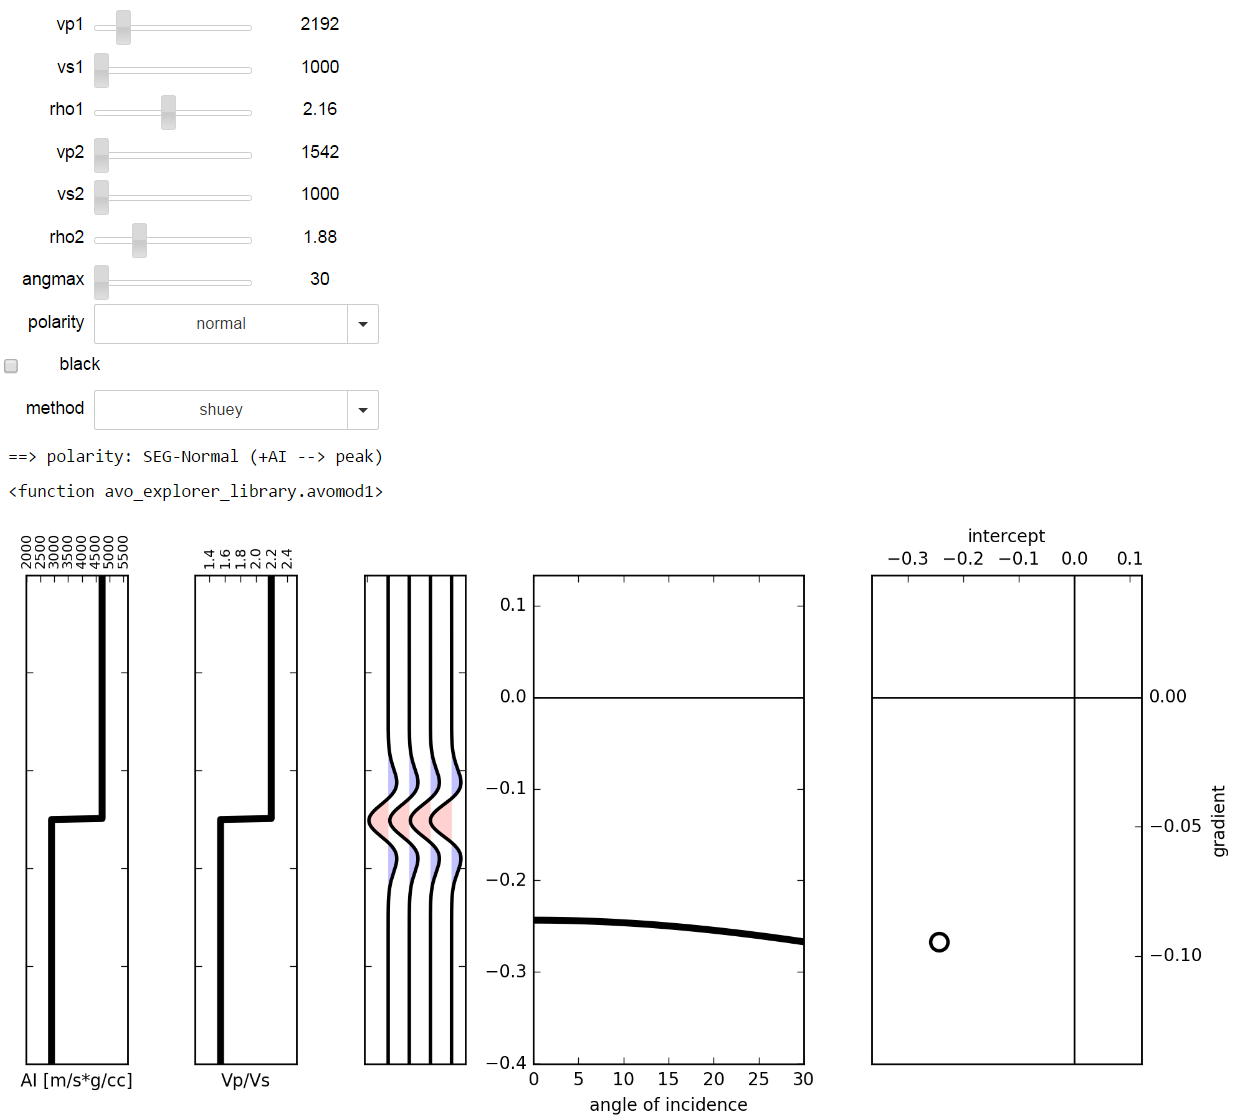 vp1 2192
vs1 1000
rho1 2.16
vp2 1542
vs2 1000
rho2 1.88
angmax 30
polarity normal
black
method shuey
==> polarity: SEG-Normal (+AI --> peak)
<function avo_explorer_library.avomod1>
2000 2500 3000 3500 4000 4500 5000 5500
AI [m/s*g/cc]
1.4 1.6 1.8 2.0 2.2 2.4
Vp/Vs
0.1
0.0
−0.1
−0.2
−0.3
−0.4
0 5 10 15 20 25 30
angle of incidence
intercept
−0.3 −0.2 −0.1 0.0 0.1
0.00
−0.05
−0.10
gradient